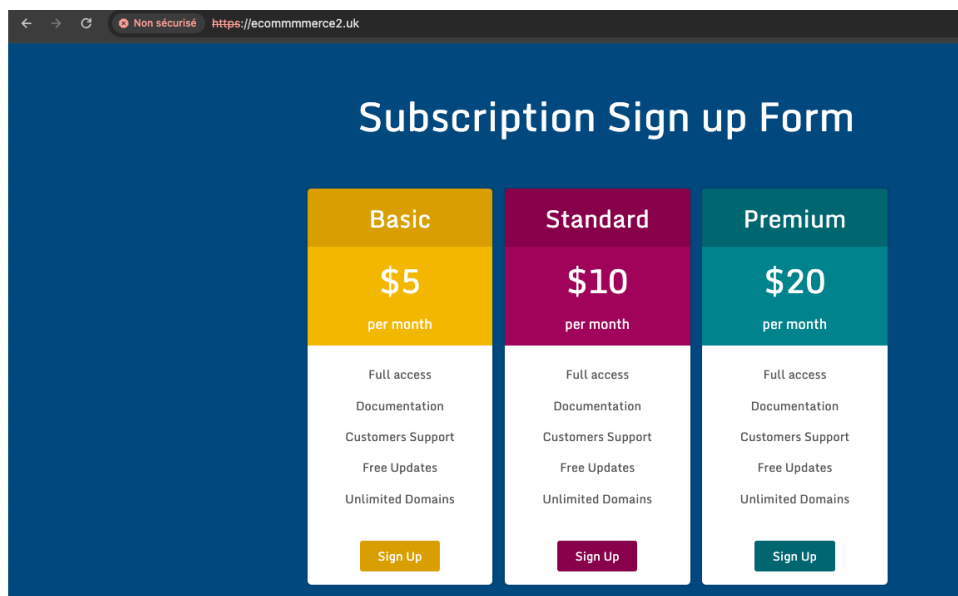 Non sécurisé https://ecommmmerce2.uk
Subscription Sign up Form
Basic
$5
per month
Full access
Documentation
Customers Support
Free Updates
Unlimited Domains
Sign Up
Standard
$10
per month
Full access
Documentation
Customers Support
Free Updates
Unlimited Domains
Sign Up
Premium
$20
per month
Full access
Documentation
Customers Support
Free Updates
Unlimited Domains
Sign Up